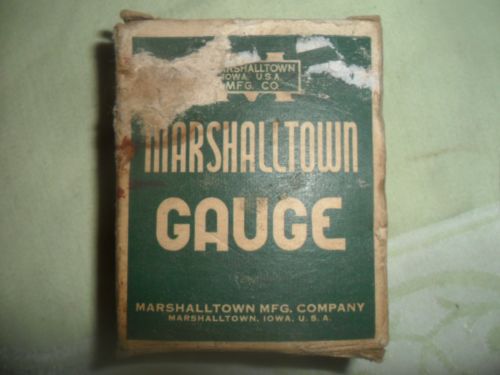 MARSHALLTOWN
IOWA, U.S.A.
MFG. CO
MARSHALLTOWN
GAUGE
MARSHALLTOWN MFG. COMPANY
MARSHALLTOWN, IOWA, U. S. A.